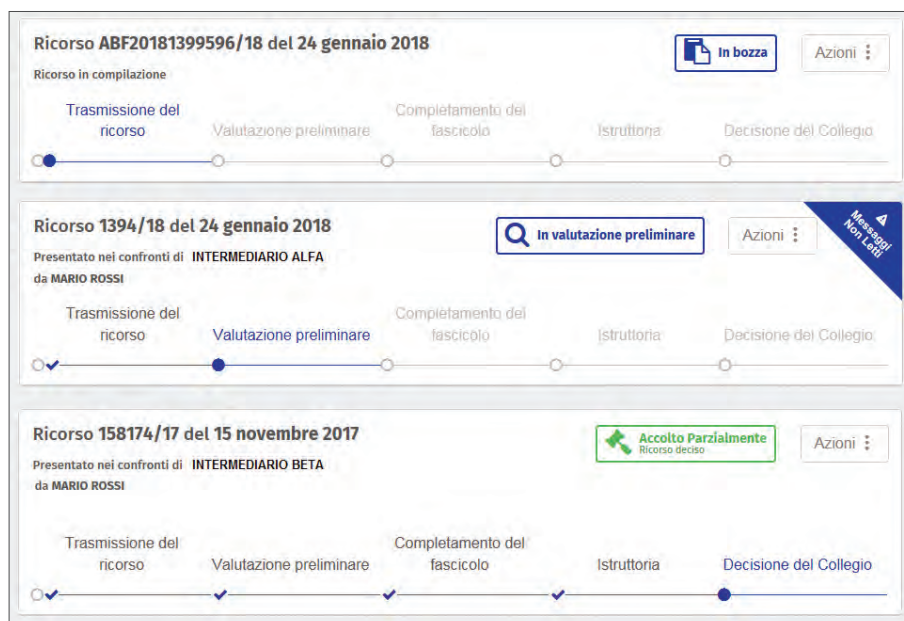 Ricorso ABF20181399596/18 del 24 gennaio 2018
In bozza
Azioni
Ricorso in compilazione
Trasmissione del
ricorso
Valutazione preliminare
Completamento del
fascicolo
Istruttoria
Decisione del Collegio
Ricorso 1394/18 del 24 gennaio 2018
In valutazione preliminare
Azioni
Messaggi
Non Letti
Presentato nei confronti di INTERMEDIARIO ALFA
da MARIO ROSSI
Trasmissione del
ricorso
Valutazione preliminare
Completamento del
fascicolo
Istruttoria
Decisione del Collegio
Ricorso 158174/17 del 15 novembre 2017
Accolto Parzialmente
Ricorso deciso
Azioni
Presentato nei confronti di INTERMEDIARIO BETA
da MARIO ROSSI
Trasmissione del
ricorso
Valutazione preliminare
Completamento del
fascicolo
Istruttoria
Decisione del Collegio